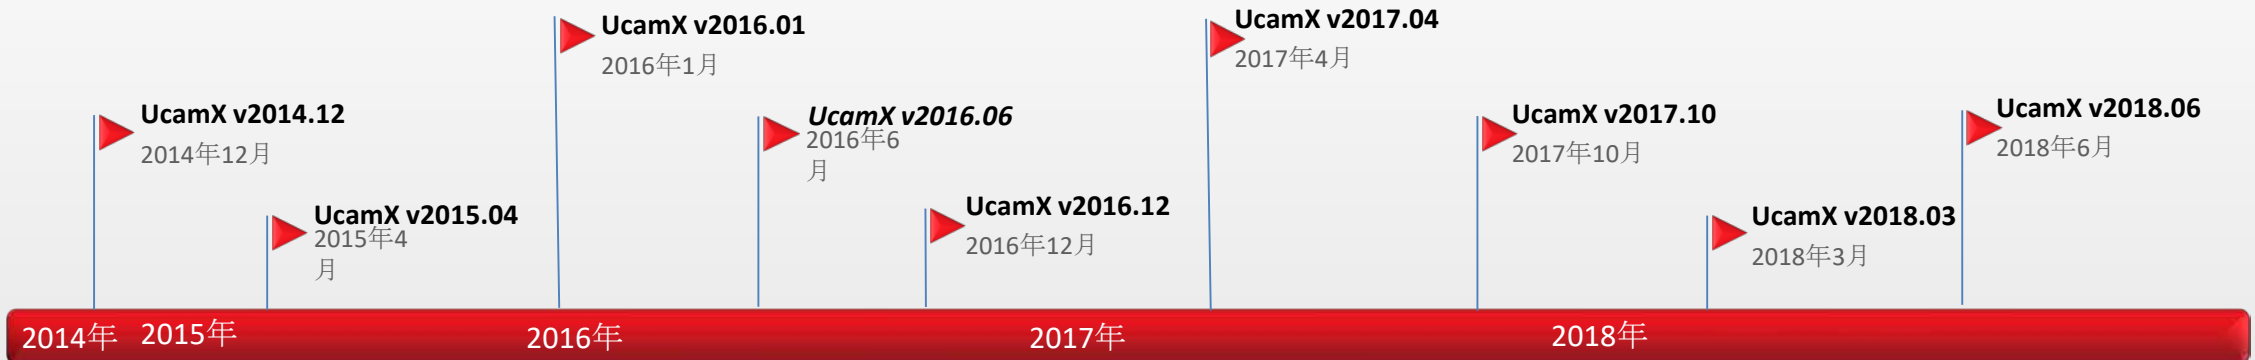 UcamX v2014.12
2014年12月
UcamX v2015.04
2015年4
月
UcamX v2016.01
2016年1月
UcamX v2016.06
2016年6
月
UcamX v2016.12
2016年12月
UcamX v2017.04
2017年4月
UcamX v2017.10
2017年10月
UcamX v2018.03
2018年3月
UcamX v2018.06
2018年6月
2014年 2015年 2016年 2017年 2018年